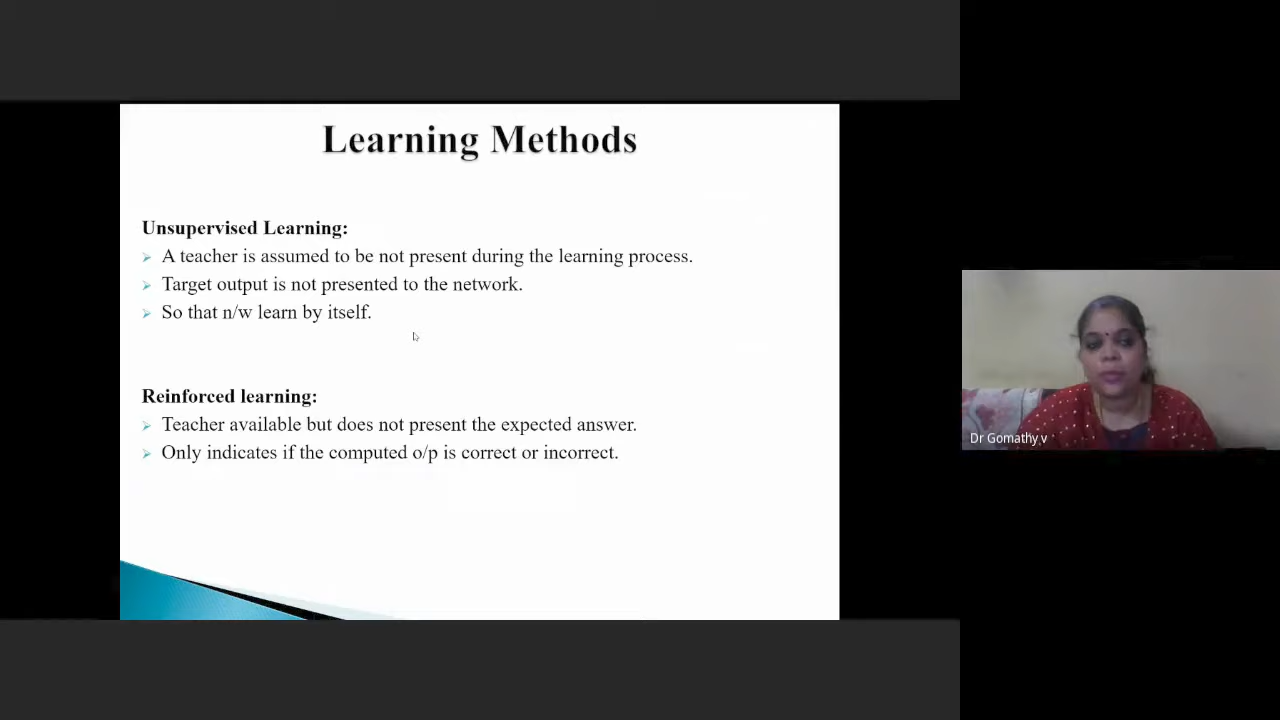 Learning Methods
Unsupervised Learning:
A teacher is assumed to be not present during the learning process.
Target output is not presented to the network.
So that n/w learn by itself.
Reinforced learning:
Teacher available but does not present the expected answer.
Only indicates if the computed o/p is correct or incorrect.
Dr Gomathy.v